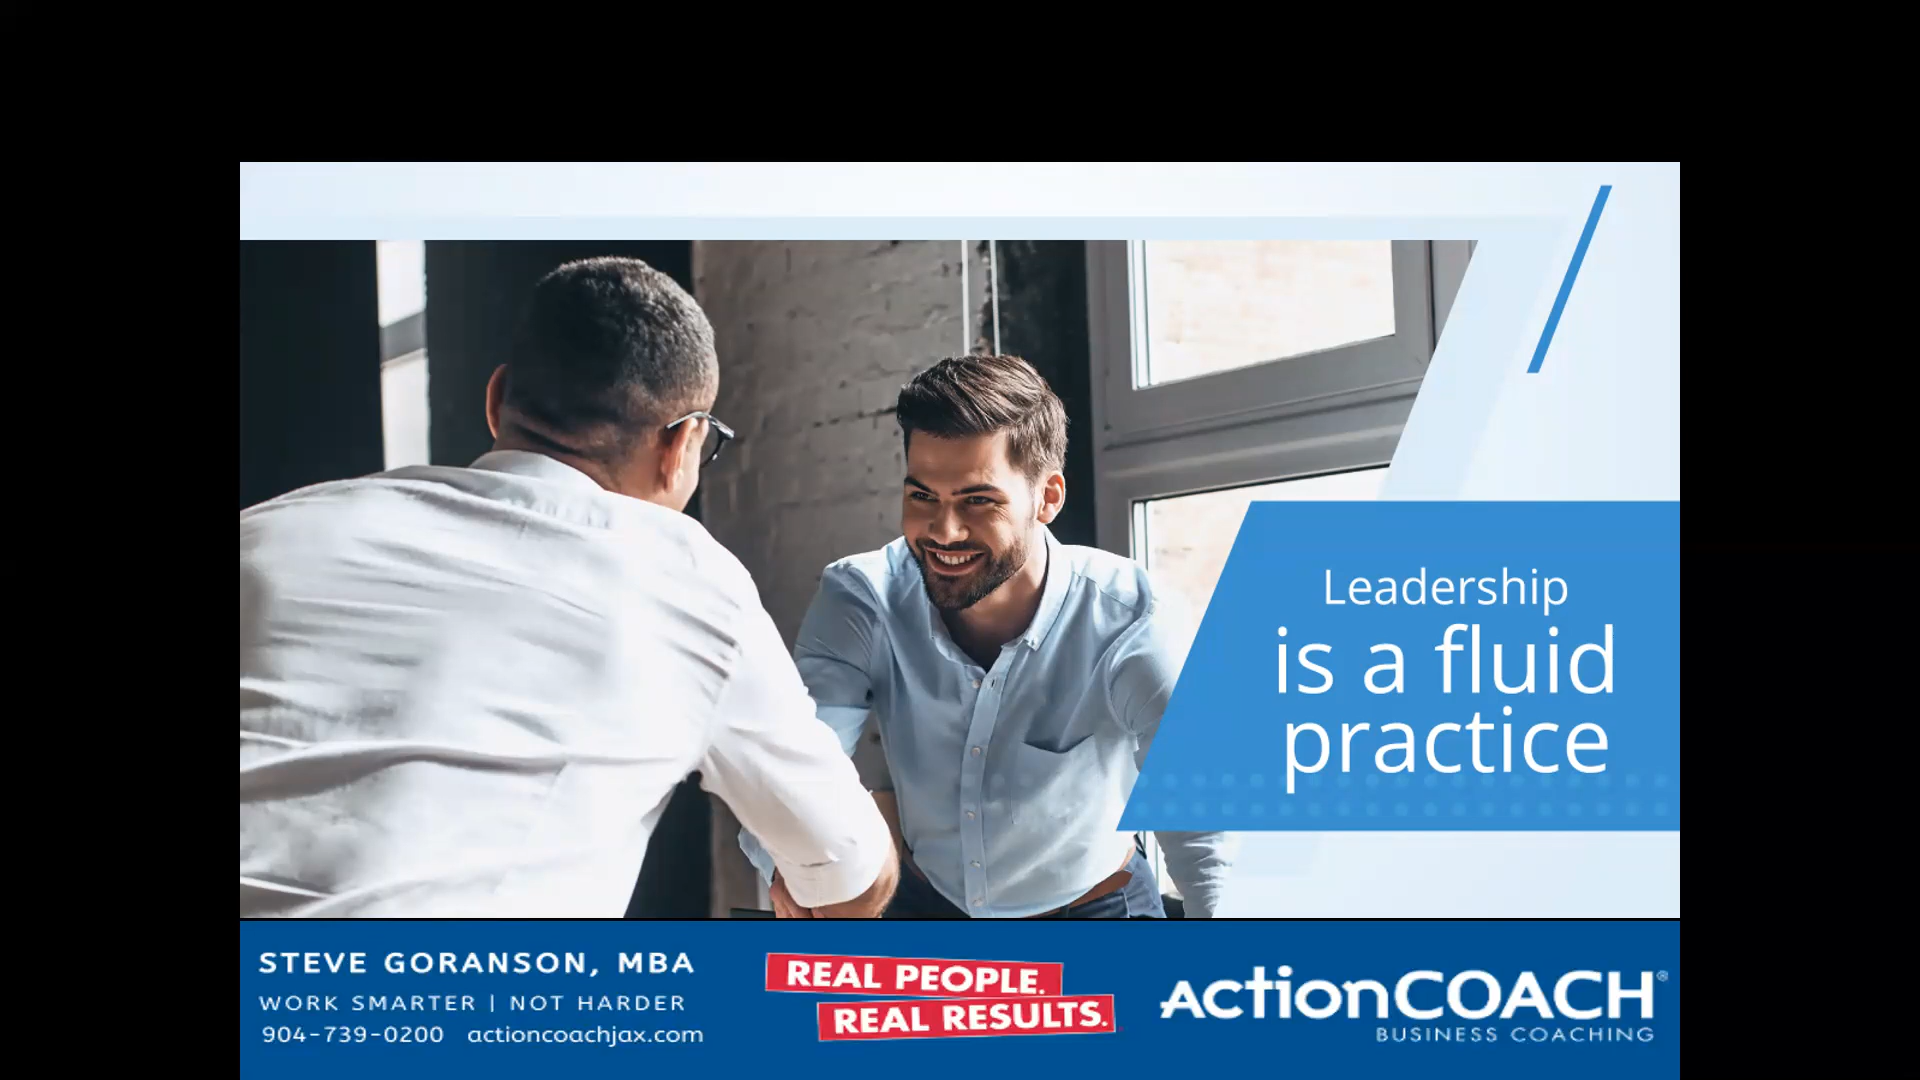 Leadership
is a fluid
practice
STEVE GORANSON, MBA
WORK SMARTER | NOT HARDER
904-739-0200 actioncoachjax.com
REAL PEOPLE.
REAL RESULTS.
ActionCOACH®
BUSINESS COACHING